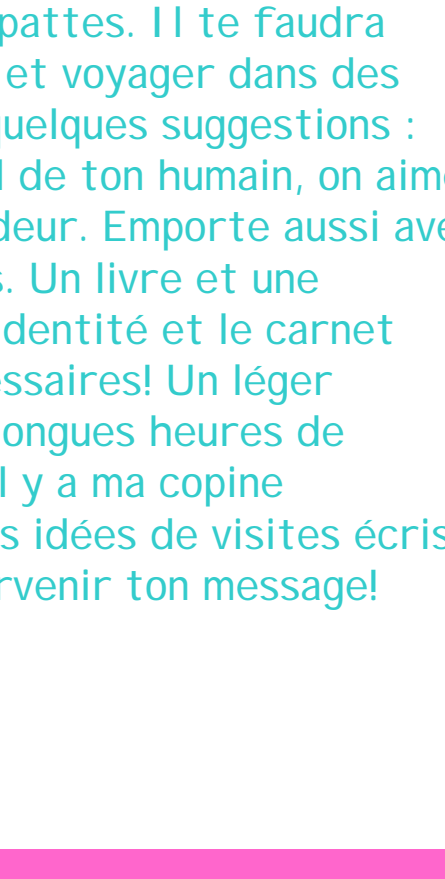 pattes. Il te faudra
et voyager dans des
quelques suggestions :
de ton humain, on aime
deur. Emporte aussi ave
s. Un livre et une
dentité et le carnet
essaires! Un léger
longues heures de
l y a ma copine
s idées de visites écris
rvenir ton message!